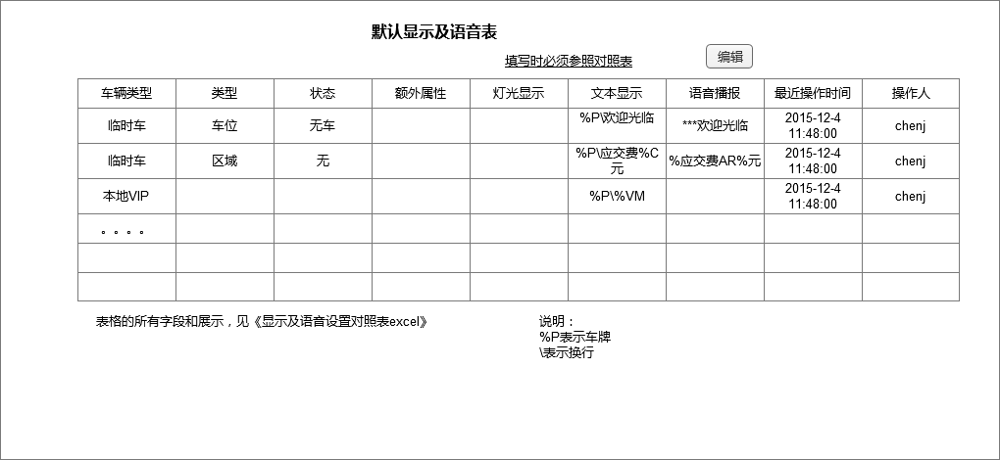 默认显示及语音表
填写时必须参照对照表
编辑
车辆类型 类型 状态 额外属性 灯光显示 文本显示 语音播报 最近操作时间 操作人
临时车 车位 无车 %P\欢迎光临 ***欢迎光临 2015-12-4 11:48:00 chenj
临时车 区域 无 %P\应交费%C元 %应交费AR%元 2015-12-4 11:48:00 chenj
本地VIP %P\%VM 2015-12-4 11:48:00 chenj
。。。。
表格的所有字段和展示，见《显示及语音设置对照表excel》
说明：
%P表示车牌
\表示换行